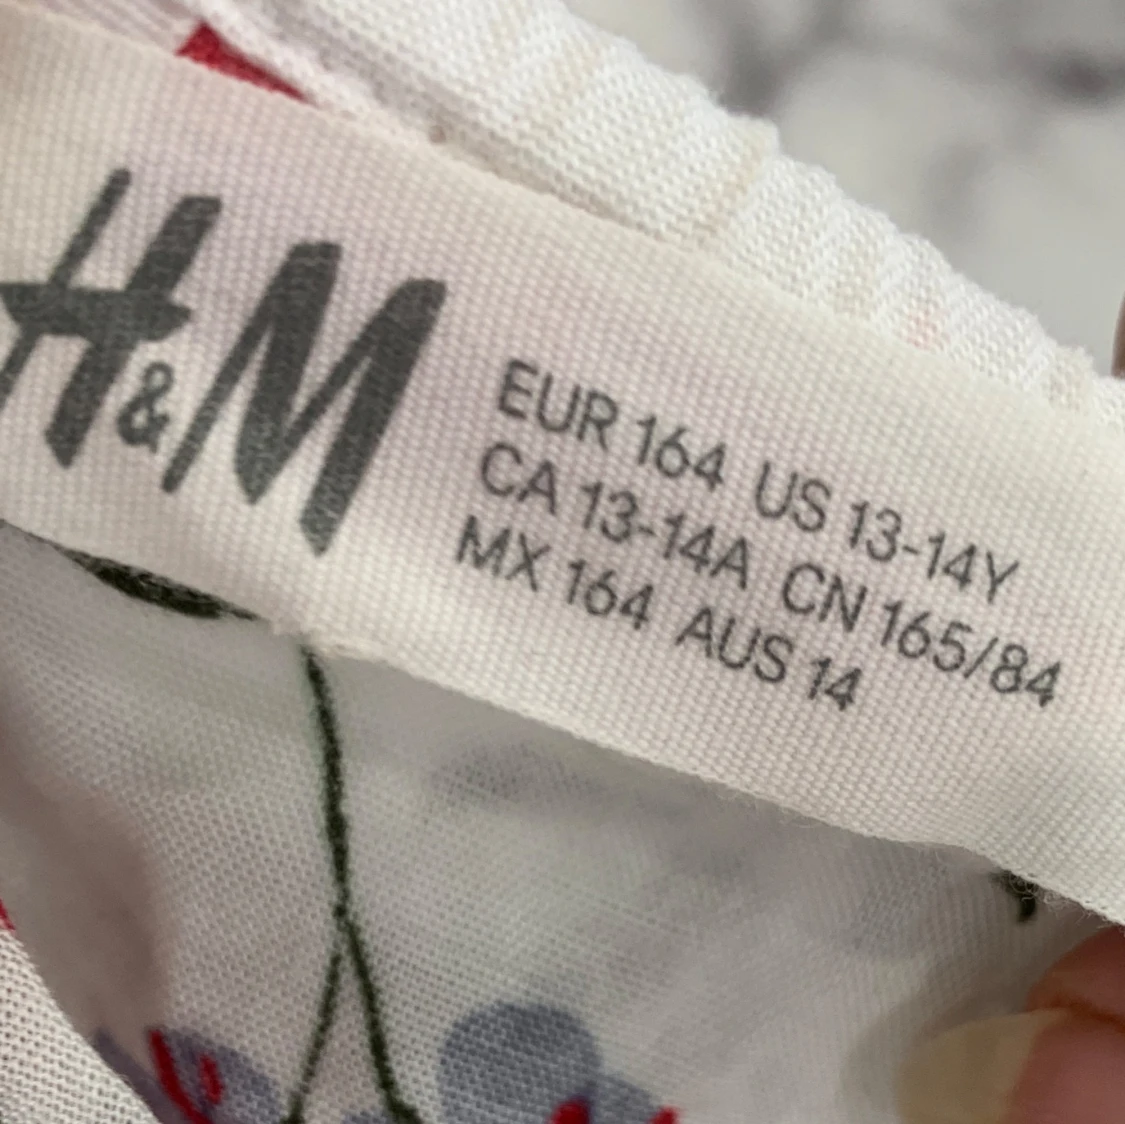 H&M
EUR 164 US 13-14Y
CA 13-14A CN 165/84
MX 164 AUS 14